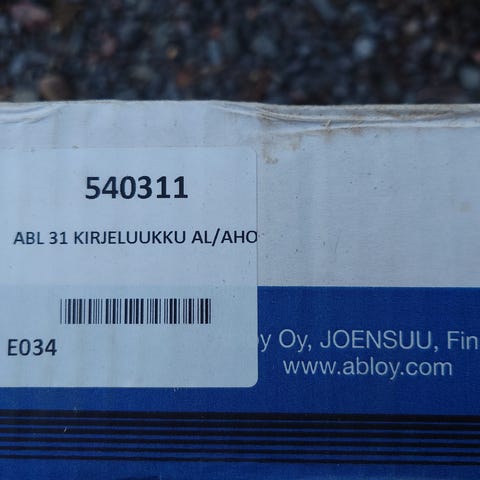 540311
ABL 31 KIRJELUUKKU AL/AHO
E034
y Oy, JOENSUU, Fin
www.abloy.com